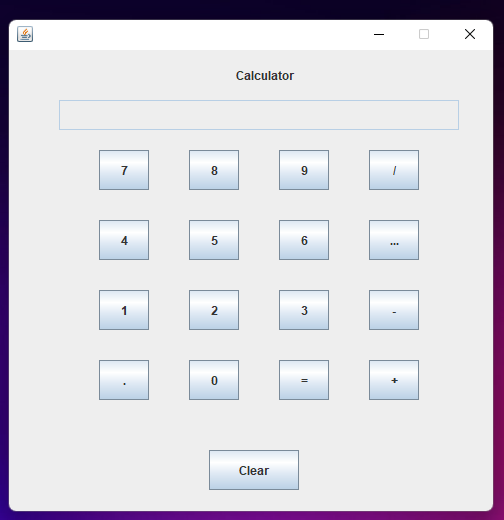 Calculator
7 8 9 /
4 5 6 ...
1 2 3 -
. 0 = +
Clear